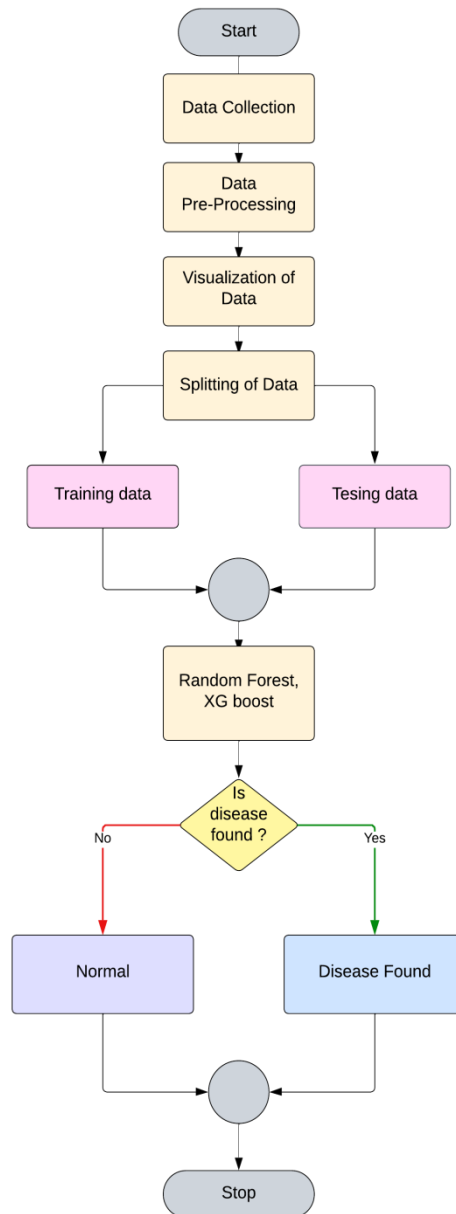 Start
Data Collection
Data
Pre-Processing
Visualization of
Data
Splitting of Data
Training data
Tesing data
Random Forest,
XG boost
Is
disease
found ?
No
Yes
Normal
Disease Found
Stop